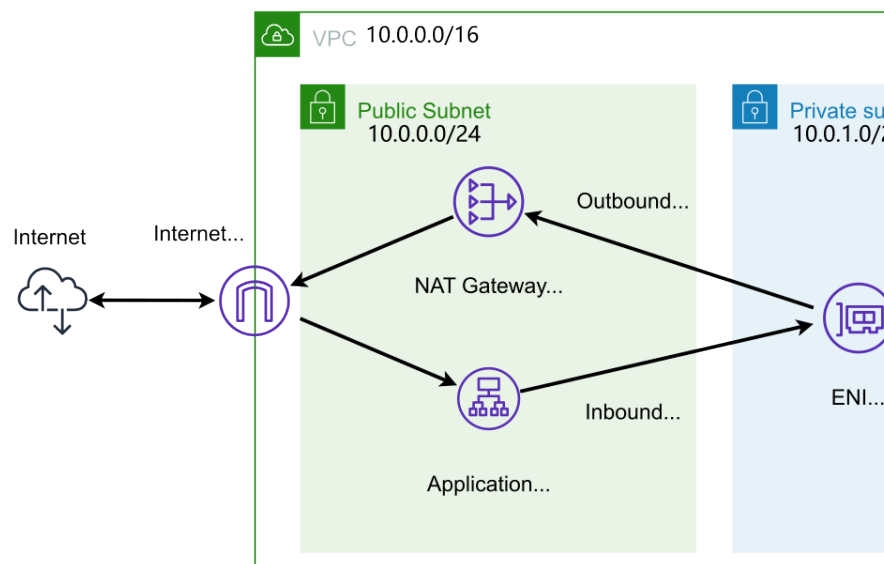 VPC 10.0.0.0/16
Public Subnet
10.0.0.0/24
Private su
10.0.1.0/2
Outbound...
Internet
Internet...
NAT Gateway...
ENI...
Inbound...
Application...